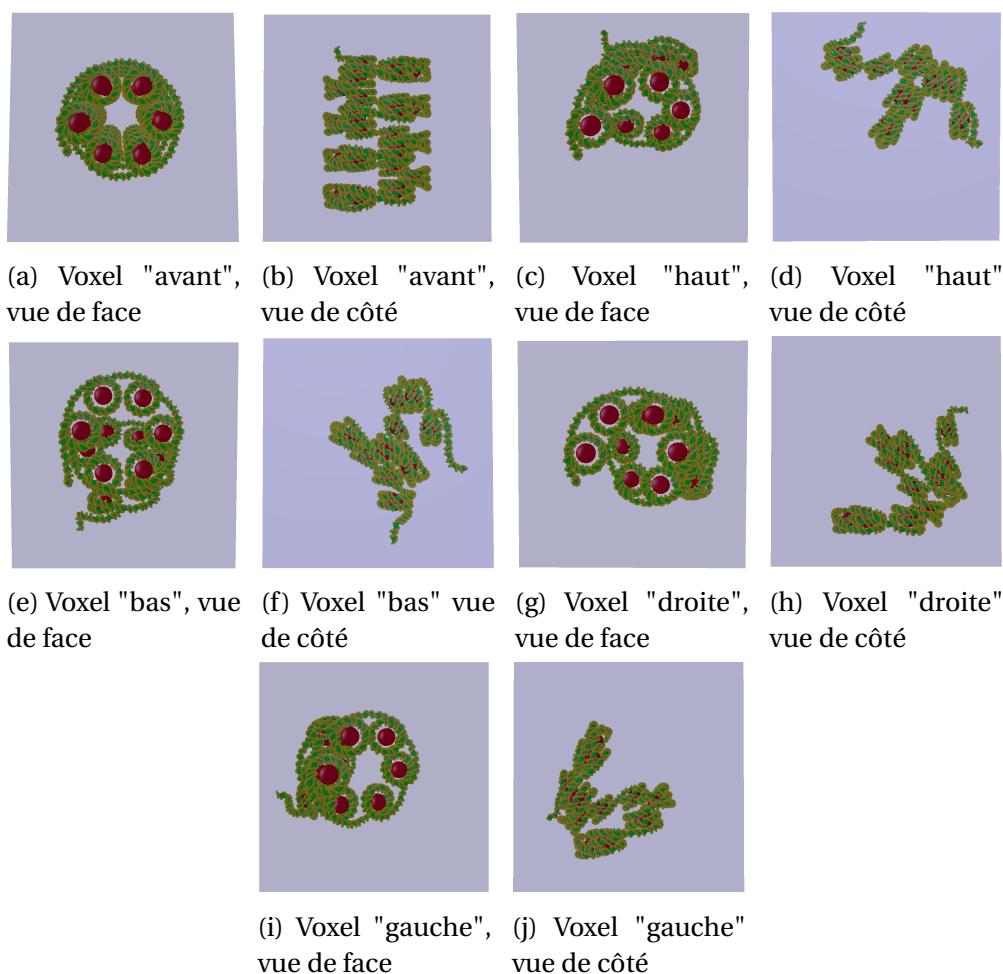 (a) Voxel "avant",
vue de face
(b) Voxel "avant",
vue de côté
(c) Voxel "haut",
vue de face
(d) Voxel "haut"
vue de côté
(e) Voxel "bas", vue
de face
(f) Voxel "bas" vue
de côté
(g) Voxel "droite",
vue de face
(h) Voxel "droite"
vue de côté
(i) Voxel "gauche",
vue de face
(j) Voxel "gauche"
vue de côté